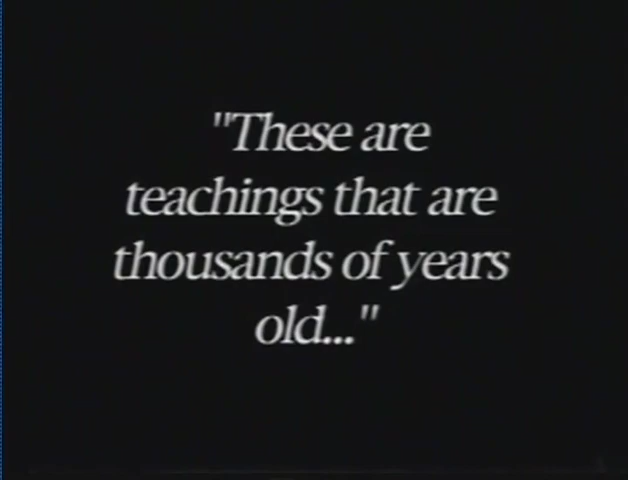 "These are
teachings that are
thousands of years
old..."